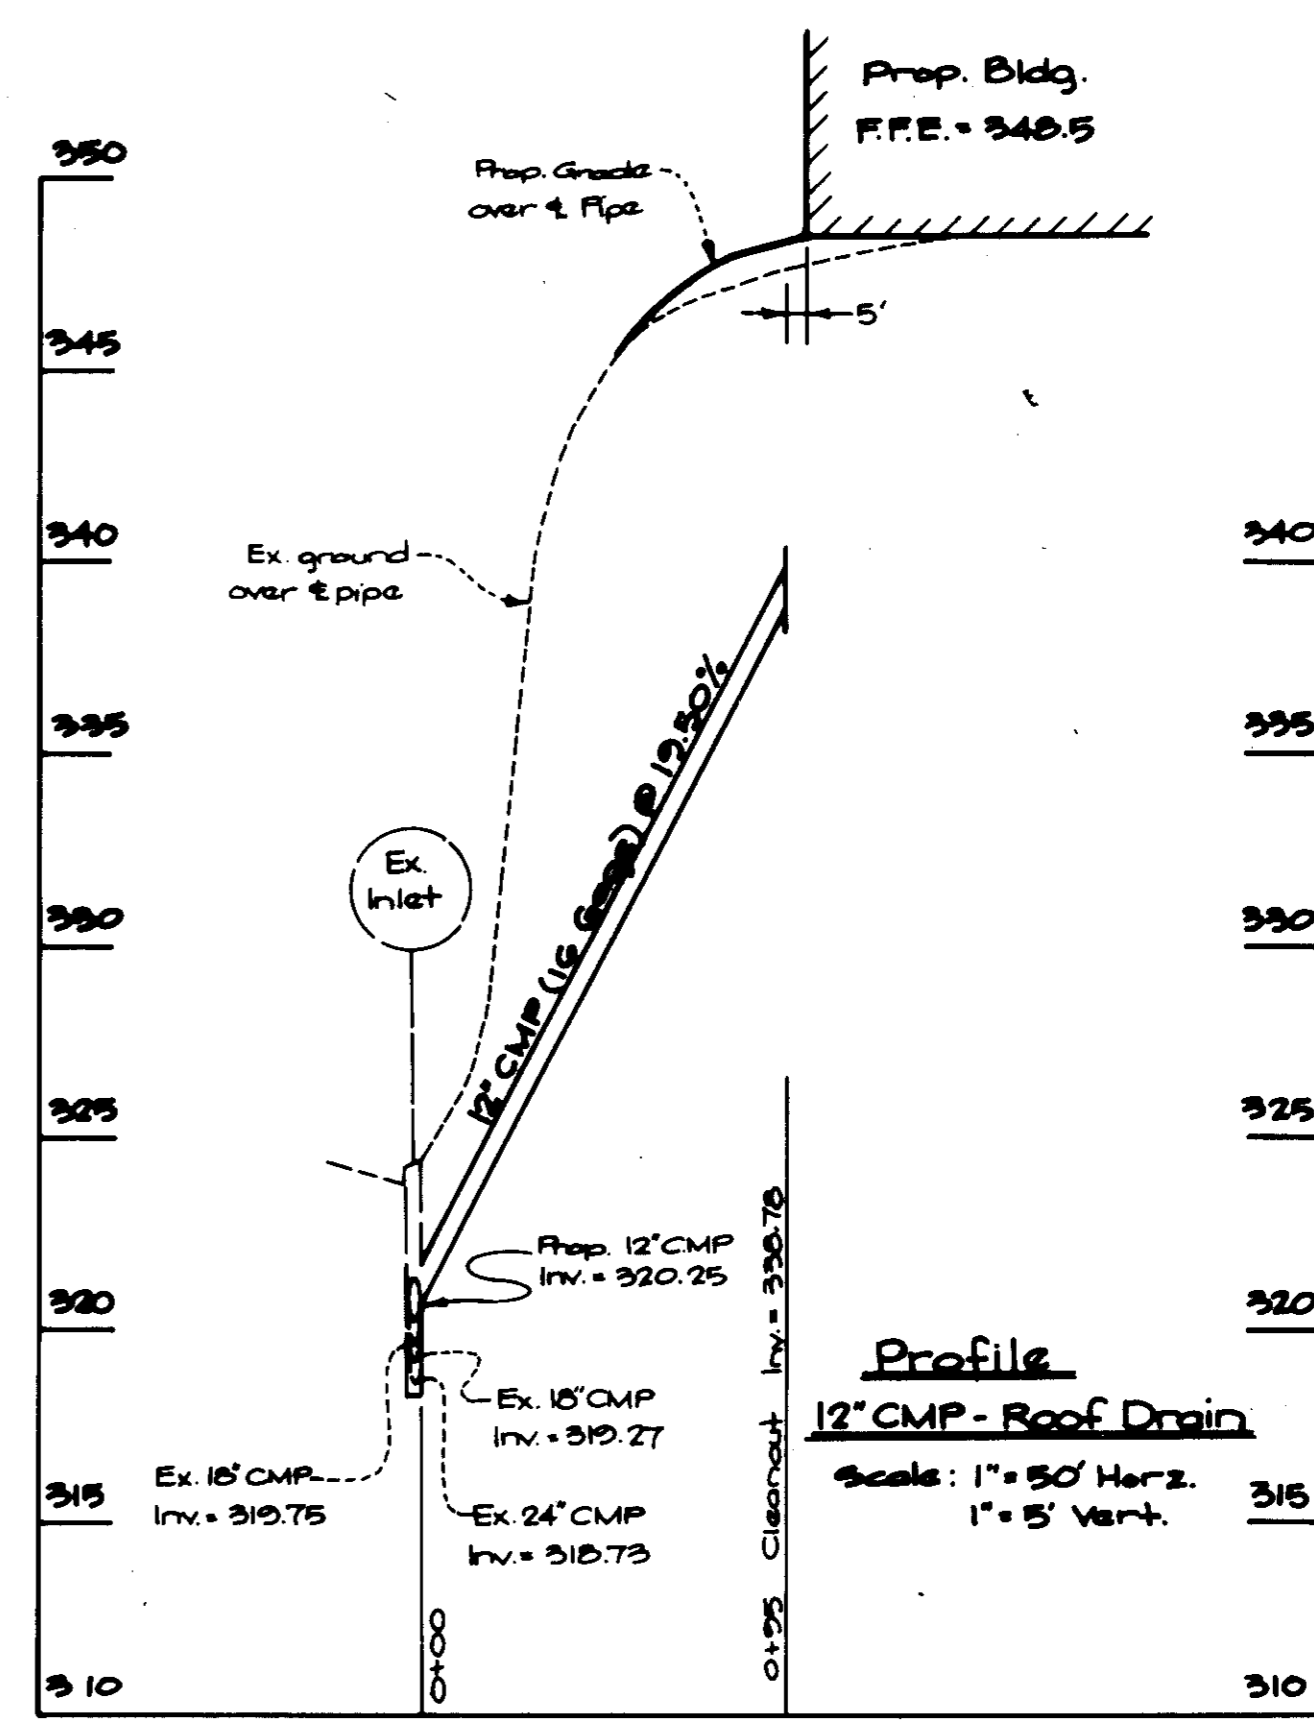 Prop. Bldg.
F.F.E. = 348.5
350
Prop. Grade
over ℄ Pipe
5'
345
340
340
Ex. ground
over ℄ pipe
335
335
12" CMP (16 Gage) @ 19.50%
Ex.
Inlet
330
330
325
325
Prop. 12" CMP
Inv. = 320.25
320
320
Ex. 18" CMP
Inv. = 319.27
Profile
12" CMP - Roof Drain
Scale: 1" = 50' Horz.
1" = 5' Vert.
Ex. 18" CMP
Inv. = 319.75
315
315
Ex. 24" CMP
Inv. = 318.73
0+00
0+95 Cleanout Inv. = 338.78
310
310